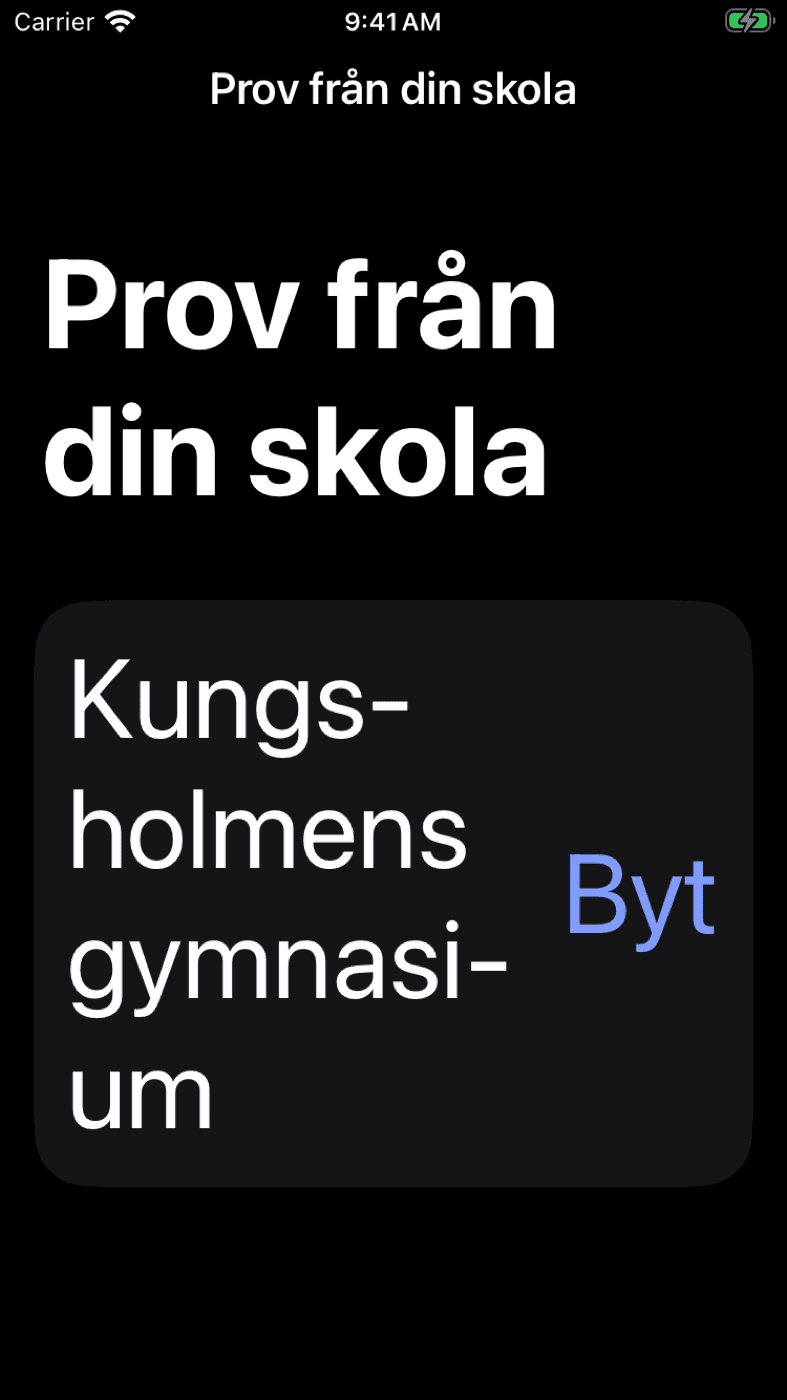 Carrier 9:41 AM
Prov från din skola
Prov från
din skola
Kungs-
holmens
gymnasi-
um
Byt